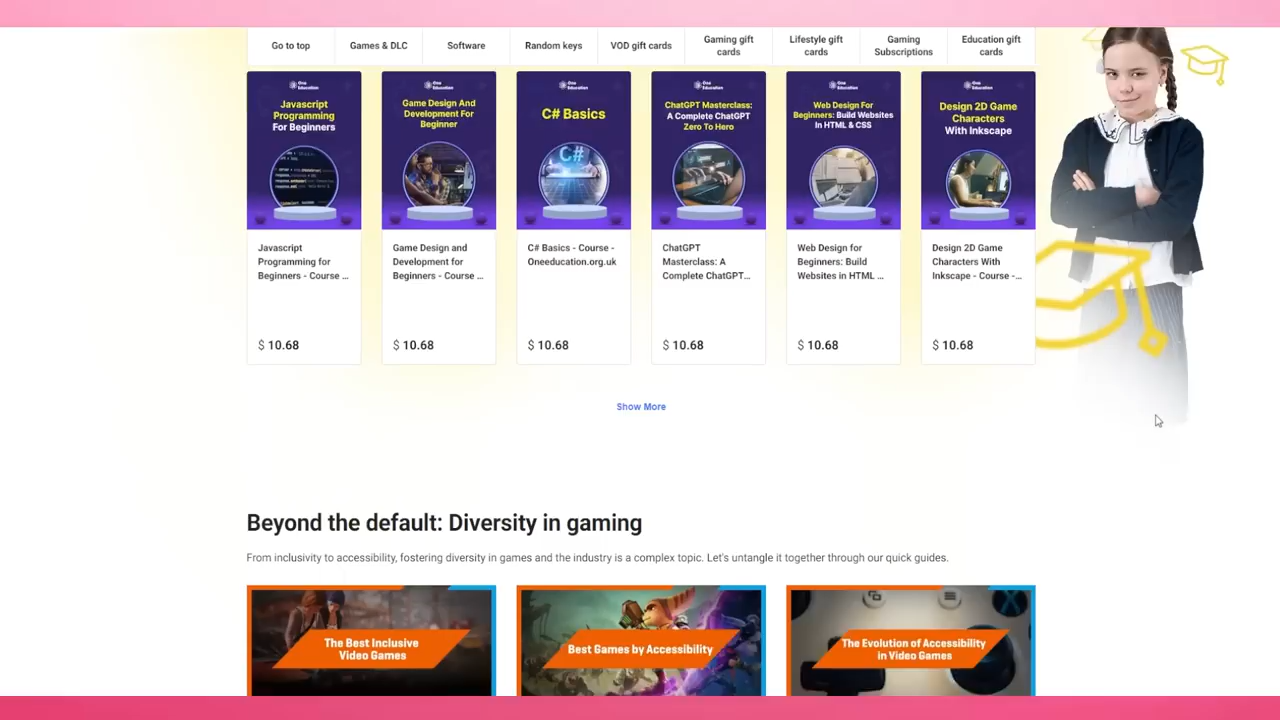 Go to top
Games & DLC
Software
Random keys
VOD gift cards
Gaming gift
cards
Lifestyle gift
cards
Gaming
Subscriptions
Education gift
cards
One
Education
Javascript
Programming
For Beginners
One
Education
Game Design And
Development For
Beginner
One
Education
C# Basics
One
Education
ChatGPT Masterclass:
A Complete ChatGPT
Zero To Hero
One
Education
Web Design For
Beginners: Build Websites
In HTML & CSS
One
Education
Design 2D Game
Characters
With Inkscape
C#
Javascript
Programming for
Beginners - Course ...
Game Design and
Development for
Beginners - Course ...
C# Basics - Course -
Oneeducation.org.uk
ChatGPT
Masterclass: A
Complete ChatGPT...
Web Design for
Beginners: Build
Websites in HTML ...
Design 2D Game
Characters With
Inkscape - Course -...
$ 10.68
$ 10.68
$ 10.68
$ 10.68
$ 10.68
$ 10.68
Show More
Beyond the default: Diversity in gaming
From inclusivity to accessibility, fostering diversity in games and the industry is a complex topic. Let's untangle it together through our quick guides.
The Best Inclusive
Video Games
Best Games by Accessibility
The Evolution of Accessibility
in Video Games